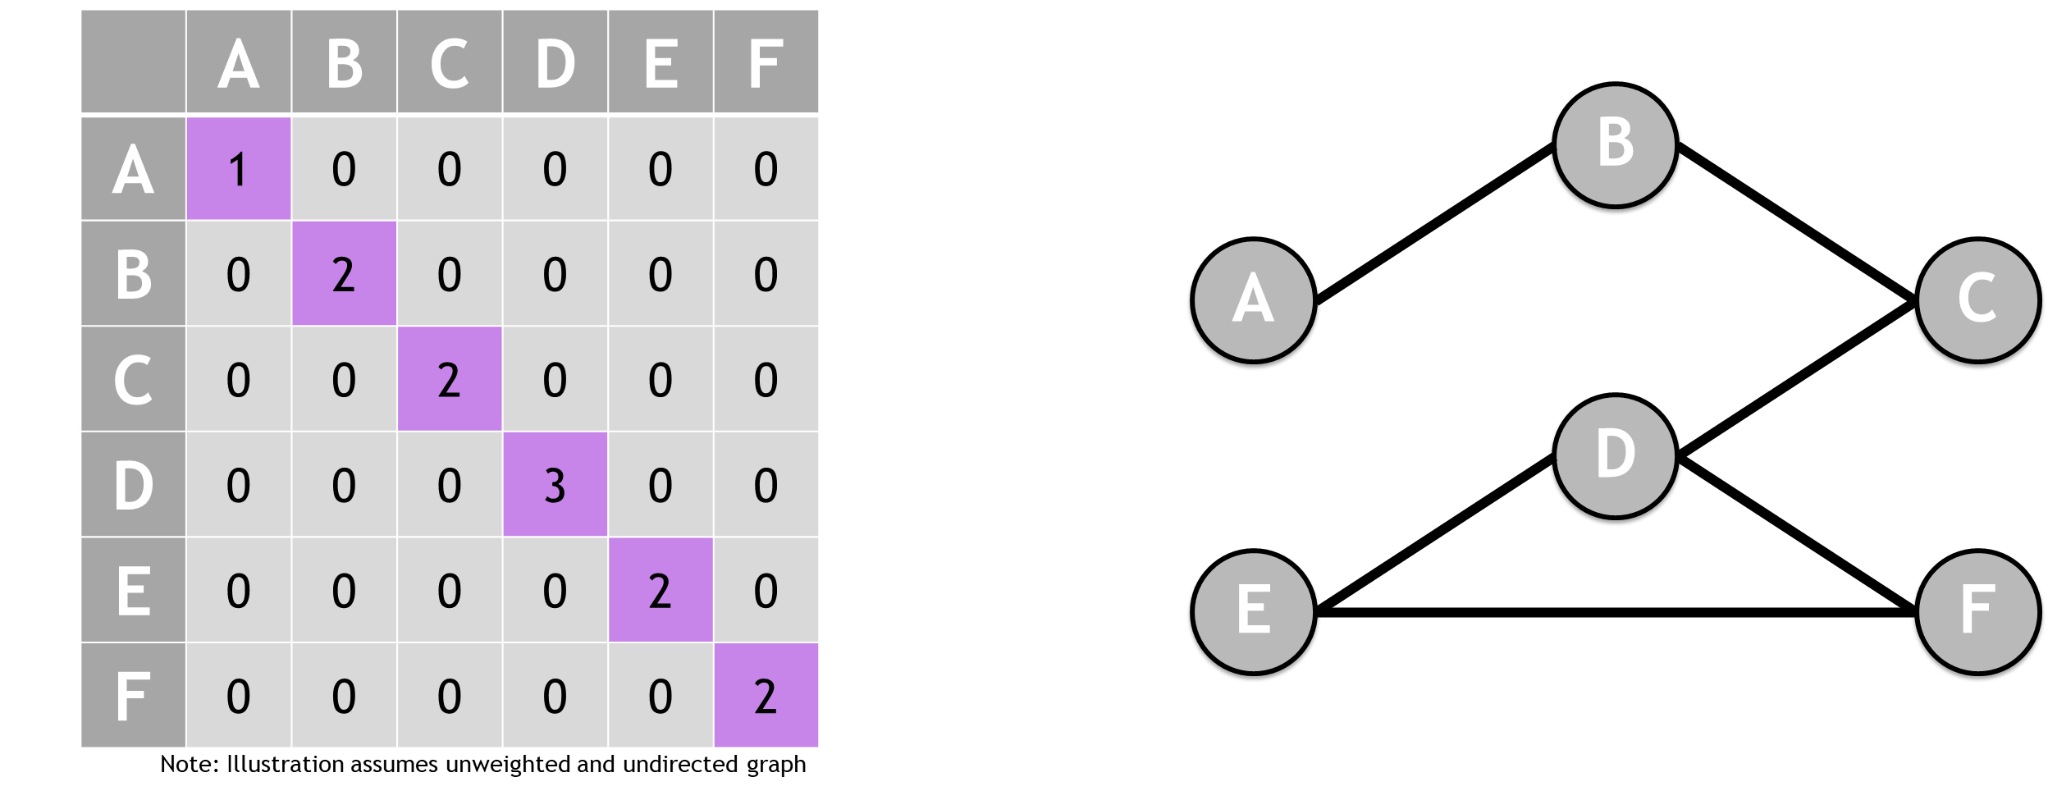 A B C D E F
A 1 0 0 0 0 0
B 0 2 0 0 0 0
C 0 0 2 0 0 0
D 0 0 0 3 0 0
E 0 0 0 0 2 0
F 0 0 0 0 0 2
Note: Illustration assumes unweighted and undirected graph
B
A
C
D
E
F